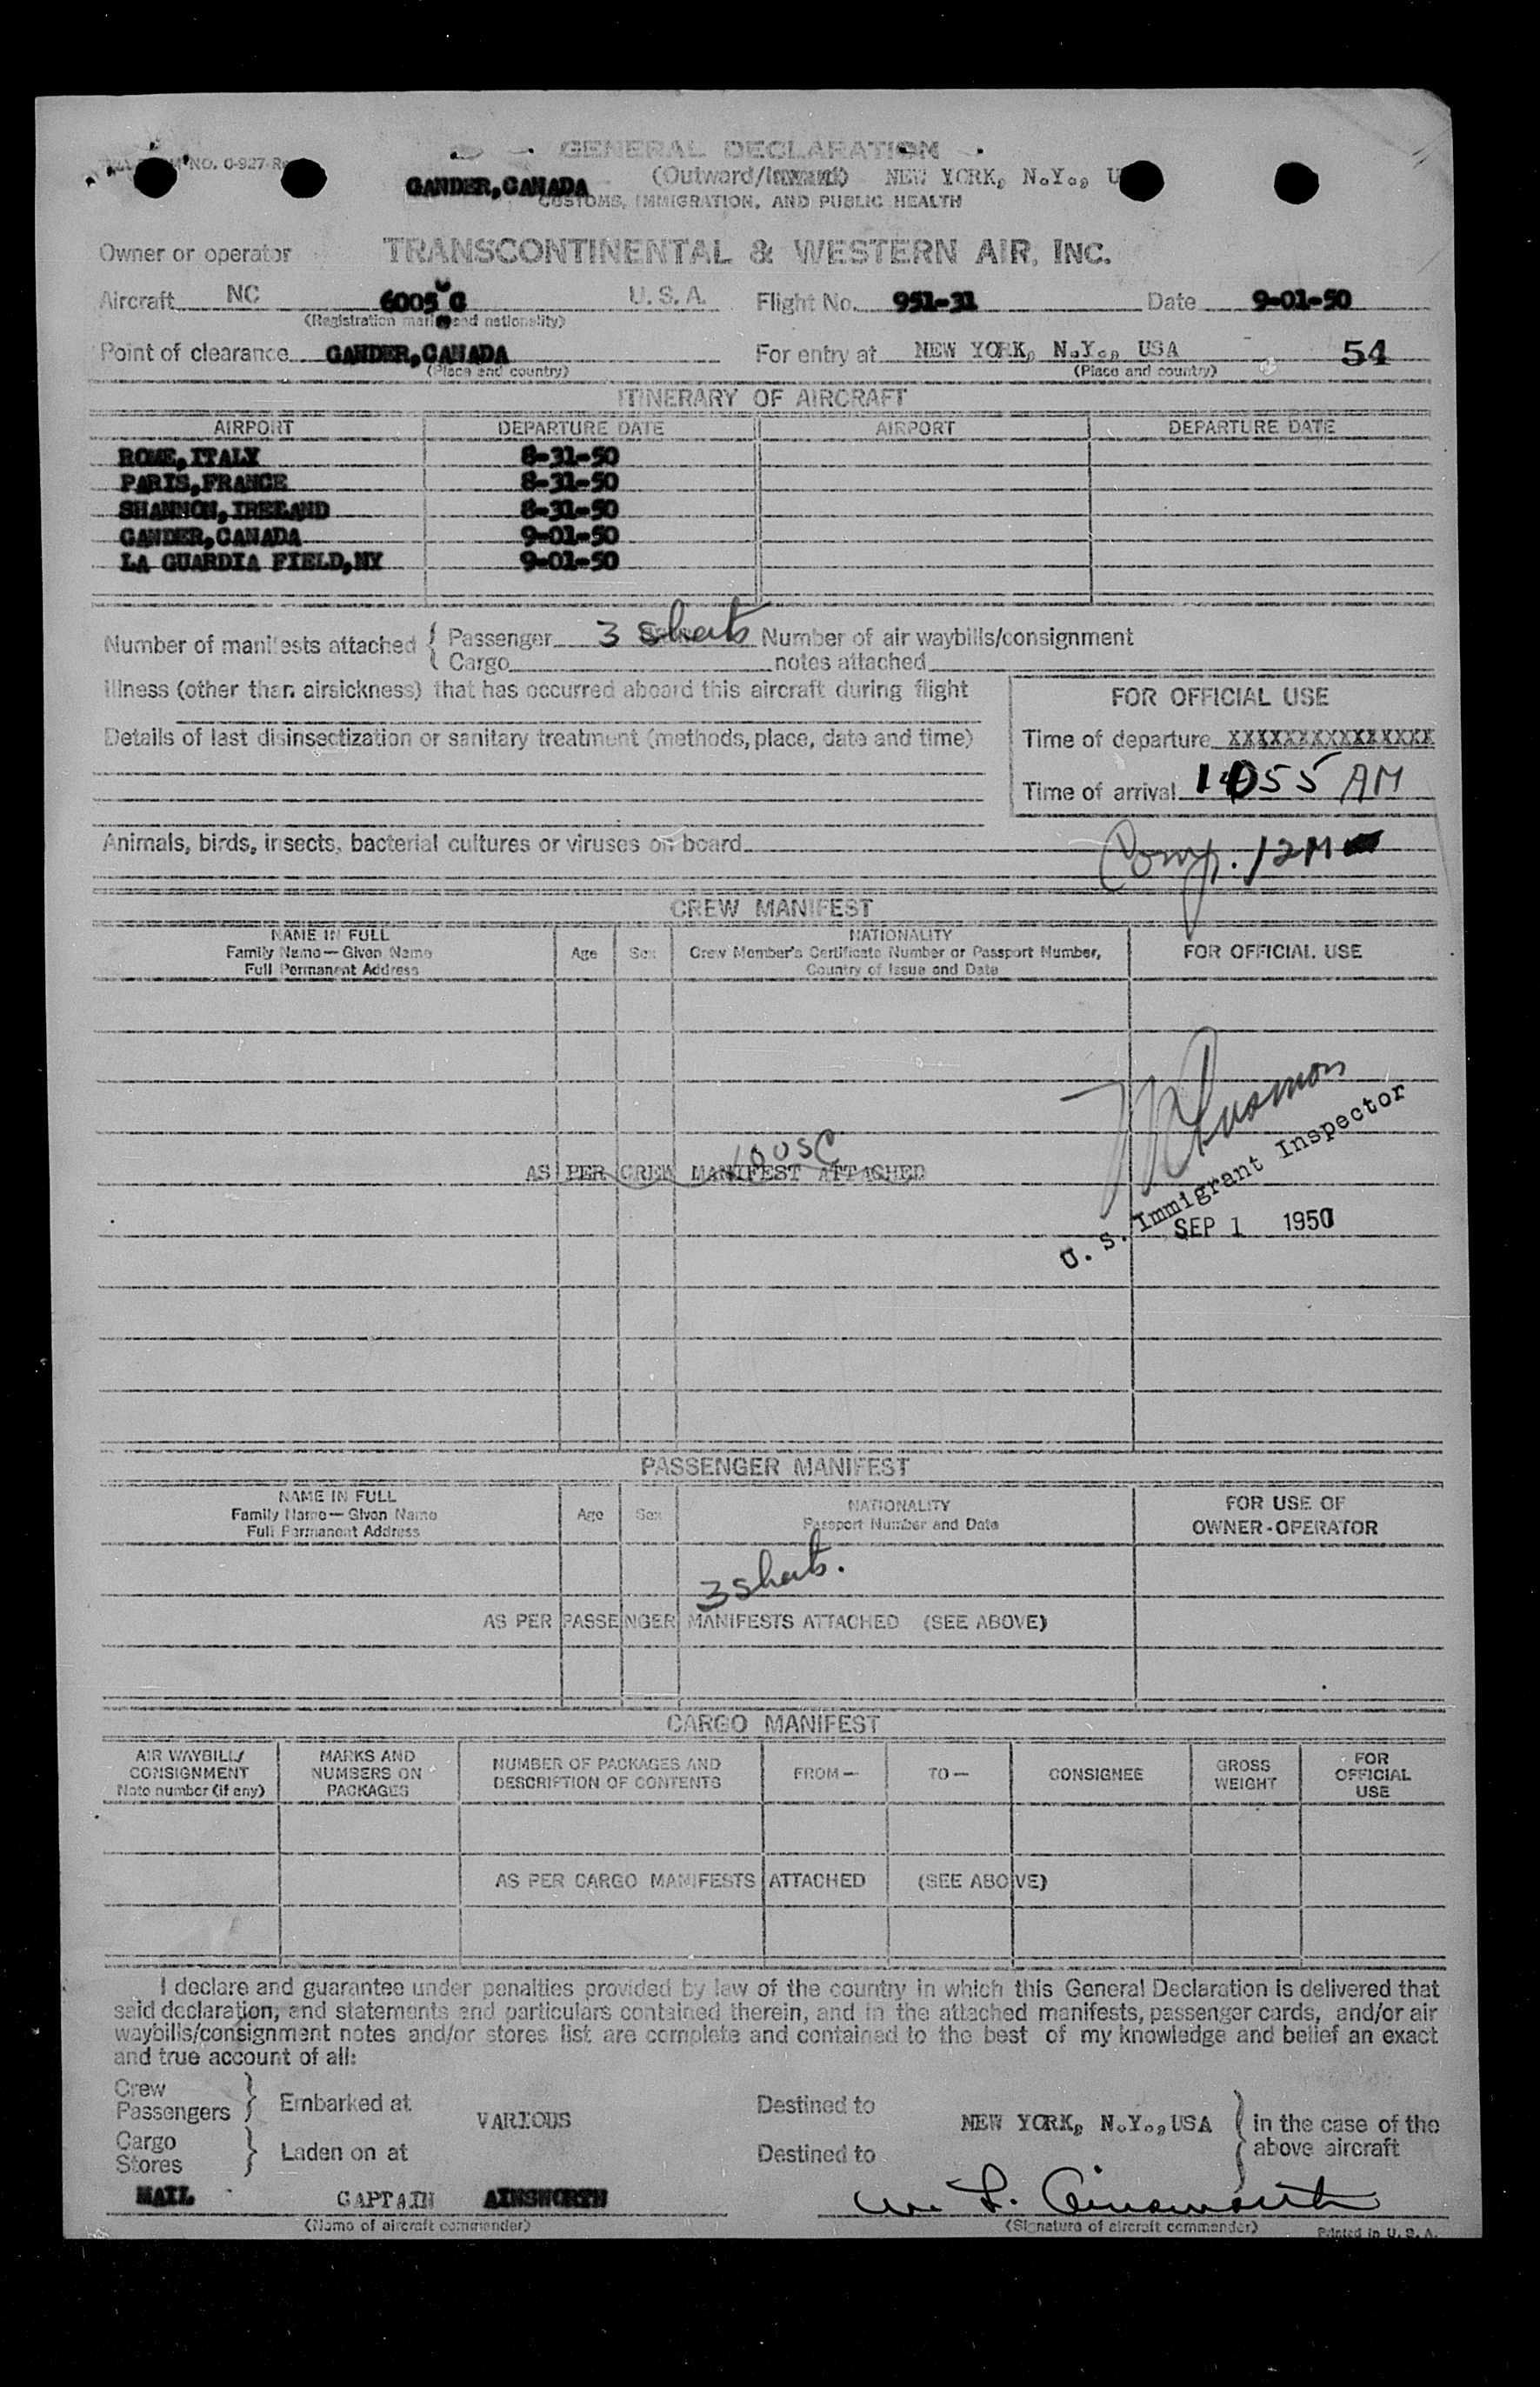 NO. 0-927
GENERAL DECLARATION
GANDER,CANADA (Outward/Inward) NEW YORK, N.Y., U
CUSTOMS, IMMIGRATION, AND PUBLIC HEALTH
Owner or operator TRANSCONTINENTAL & WESTERN AIR, INC.
Aircraft NC 6005 C U.S.A. Flight No. 951-31 Date 9-01-50
(Registration marks and nationality)
Point of clearance GANDER,CANADA For entry at NEW YORK, N.Y., USA 54
(Place and country) (Place and country)
ITINERARY OF AIRCRAFT
AIRPORT DEPARTURE DATE AIRPORT DEPARTURE DATE
ROME,ITALY 8-31-50
PARIS,FRANCE 8-31-50
SHANNON,IRELAND 8-31-50
GANDER,CANADA 9-01-50
LA GUARDIA FIELD,NY 9-01-50
Number of manifests attached { Passenger 3 sheets Number of air waybills/consignment
Cargo notes attached
Illness (other than airsickness) that has occurred aboard this aircraft during flight
FOR OFFICIAL USE
Details of last disinsectization or sanitary treatment (methods, place, date and time)
Time of departure XXXXXXXXXXXXXXXX
Time of arrival 1055 AM
Animals, birds, insects, bacterial cultures or viruses on board
Comp. 12M
CREW MANIFEST
NAME IN FULL
Family Name—Given Name
Full Permanent Address
Age Sex
NATIONALITY
Crew Member's Certificate Number or Passport Number,
Country of Issue and Date
FOR OFFICIAL USE
AS PER CREW MANIFEST ATTACHED
U. S. Immigrant Inspector
SEP 1 1950
PASSENGER MANIFEST
NAME IN FULL
Family Name—Given Name
Full Permanent Address
Age Sex
NATIONALITY
Passport Number and Date
FOR USE OF
OWNER-OPERATOR
3 sheets.
AS PER PASSENGER MANIFESTS ATTACHED (SEE ABOVE)
CARGO MANIFEST
AIR WAYBILL/
CONSIGNMENT
Note number (if any)
MARKS AND
NUMBERS ON
PACKAGES
NUMBER OF PACKAGES AND
DESCRIPTION OF CONTENTS
FROM— TO— CONSIGNEE
GROSS
WEIGHT
FOR
OFFICIAL
USE
AS PER CARGO MANIFESTS ATTACHED (SEE ABOVE)
I declare and guarantee under penalties provided by law of the country in which this General Declaration is delivered that
said declaration, and statements and particulars contained therein, and in the attached manifests, passenger cards, and/or air
waybills/consignment notes and/or stores list are complete and contained to the best of my knowledge and belief an exact
and true account of all:
Crew
Passengers } Embarked at VARIOUS Destined to NEW YORK, N.Y.,USA { in the case of the
above aircraft
Cargo
Stores } Laden on at Destined to
MAIL CAPTAIN AINSWORTH W. L. Ainsworth
(Name of aircraft commander) (Signature of aircraft commander) Printed in U. S. A.